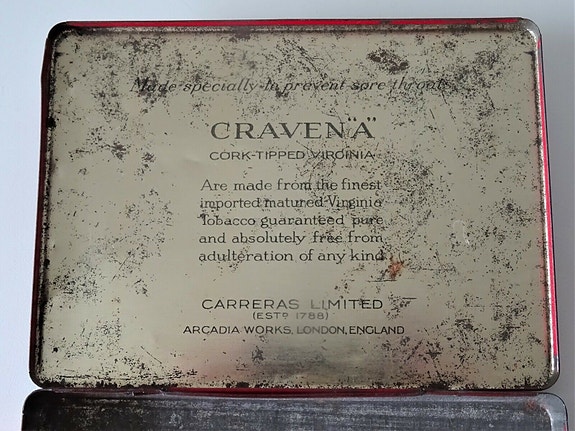 Made specially to prevent sore throats
CRAVEN "A"
CORK-TIPPED VIRGINIA
Are made from the finest
imported matured Virginia
Tobacco guaranteed pure
and absolutely free from
adulteration of any kind
CARRERAS LIMITED
(ESTD 1788)
ARCADIA WORKS, LONDON, ENGLAND